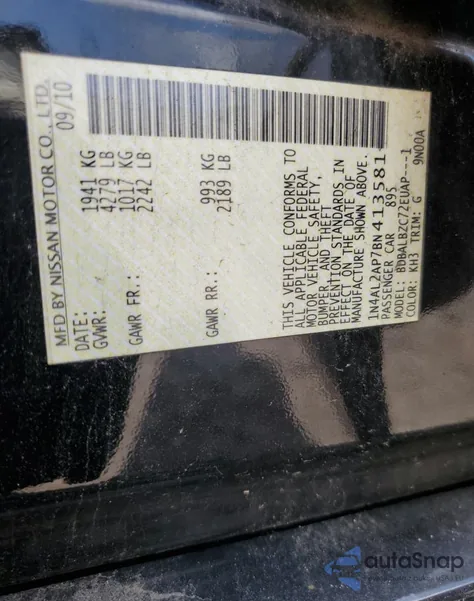 MFD BY NISSAN MOTOR CO., LTD.
DATE: 09/10
GVWR: 1941 KG
4279 LB
GAWR FR.: 1017 KG
2242 LB
GAWR RR.: 993 KG
2189 LB
THIS VEHICLE CONFORMS TO
ALL APPLICABLE FEDERAL
MOTOR VEHICLE SAFETY,
BUMPER, AND THEFT
PREVENTION STANDARDS IN
EFFECT ON THE DATE OF
MANUFACTURE SHOWN ABOVE.
1N4AL2AP7BN413581
PASSENGER CAR 895
MODEL: BDBALBZC72EUAP---1
COLOR: KH3 TRIM: G 9N00A
autoSnap